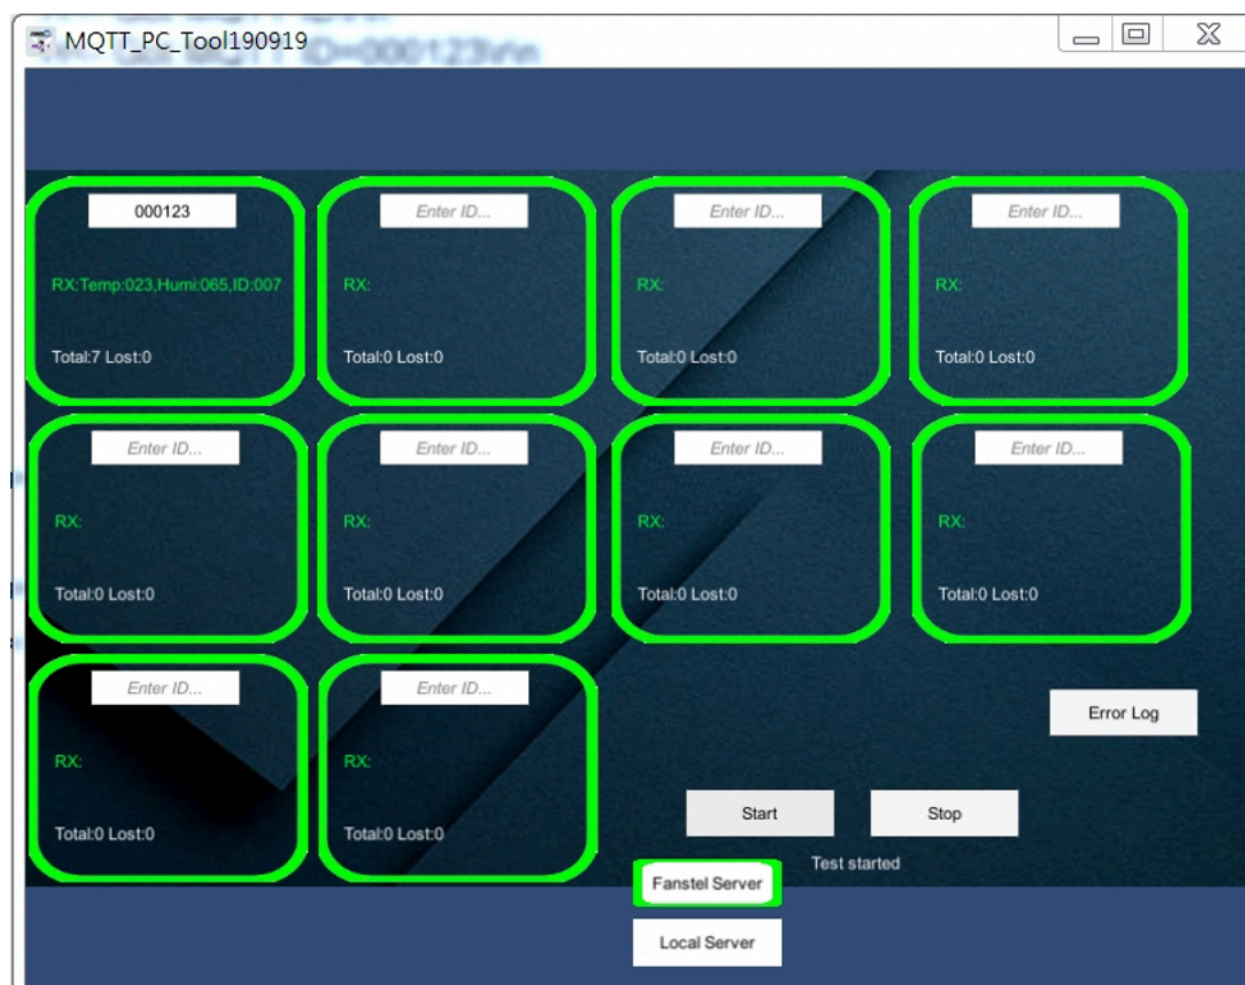 MQTT_PC_Tool190919
000123
Enter ID...
Enter ID...
Enter ID...
RX:Temp:023,Humi:065,ID:007
RX:
RX:
RX:
Total:7 Lost:0
Total:0 Lost:0
Total:0 Lost:0
Total:0 Lost:0
Enter ID...
Enter ID...
Enter ID...
Enter ID...
RX:
RX:
RX:
RX:
Total:0 Lost:0
Total:0 Lost:0
Total:0 Lost:0
Total:0 Lost:0
Enter ID...
Enter ID...
RX:
RX:
Total:0 Lost:0
Total:0 Lost:0
Error Log
Start
Stop
Test started
Fanstel Server
Local Server